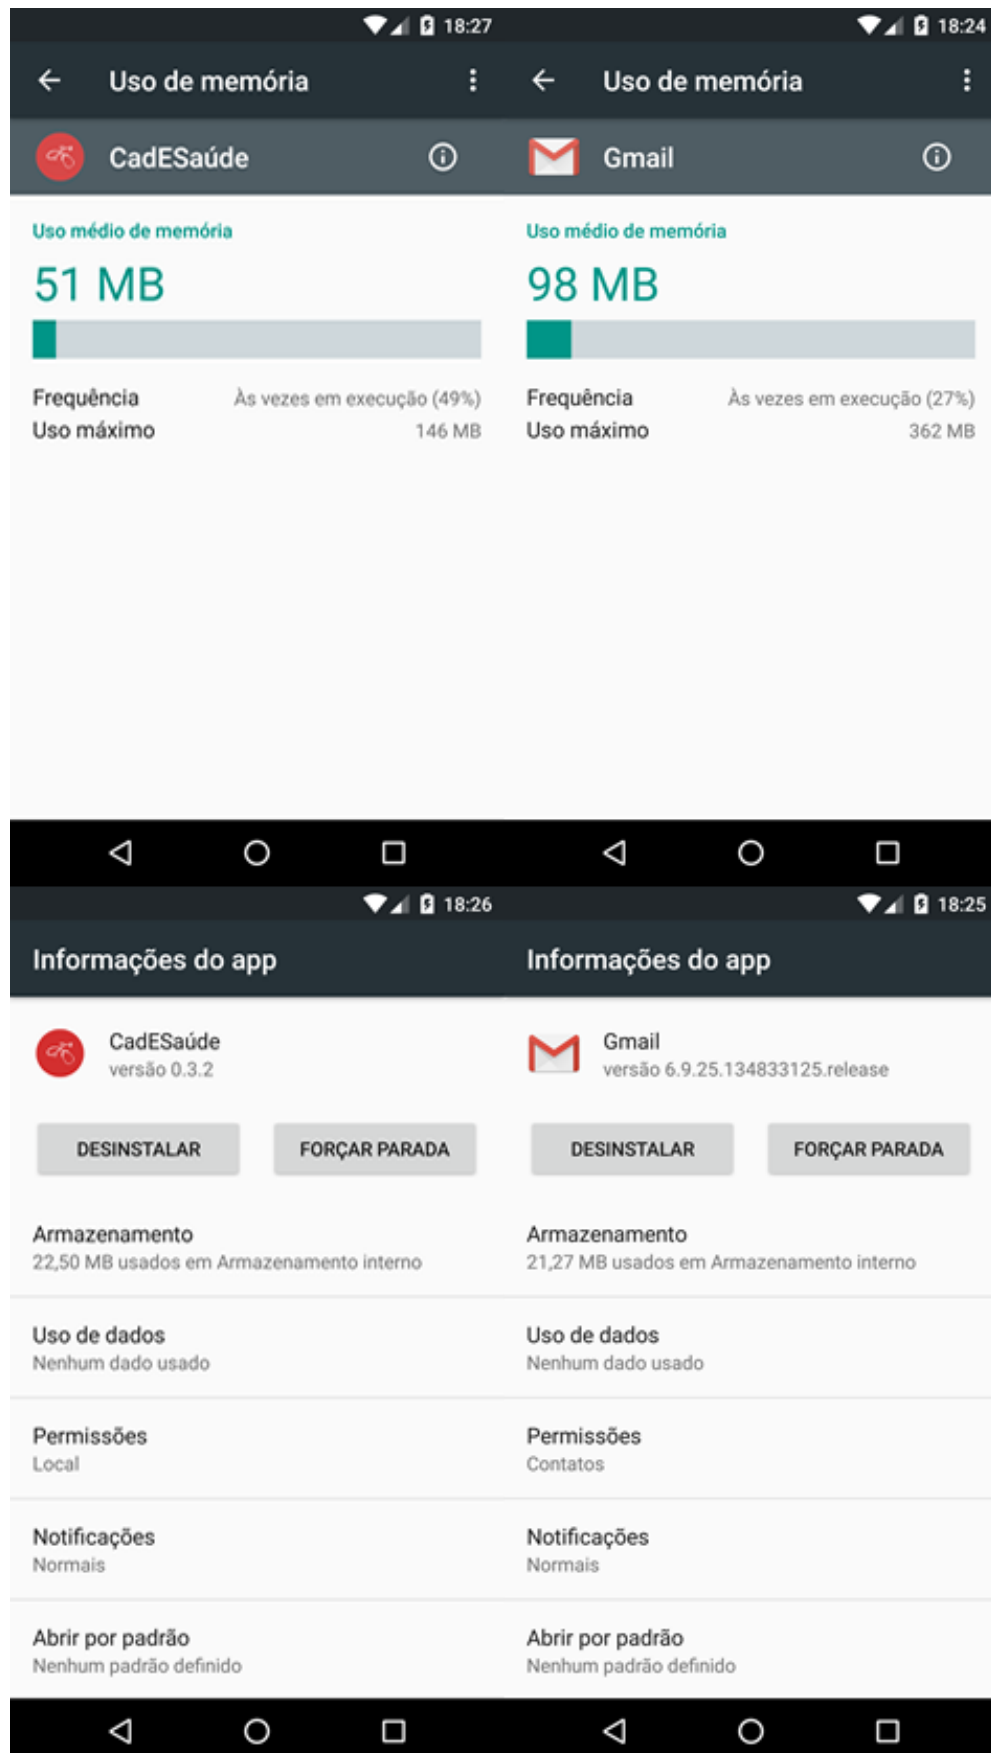 18:27
Uso de memória
CadESaúde
Uso médio de memória
51 MB
Frequência Às vezes em execução (49%)
Uso máximo 146 MB
18:24
Uso de memória
Gmail
Uso médio de memória
98 MB
Frequência Às vezes em execução (27%)
Uso máximo 362 MB
18:26
Informações do app
CadESaúde
versão 0.3.2
DESINSTALAR FORÇAR PARADA
Armazenamento
22,50 MB usados em Armazenamento interno
Uso de dados
Nenhum dado usado
Permissões
Local
Notificações
Normais
Abrir por padrão
Nenhum padrão definido
18:25
Informações do app
Gmail
versão 6.9.25.134833125.release
DESINSTALAR FORÇAR PARADA
Armazenamento
21,27 MB usados em Armazenamento interno
Uso de dados
Nenhum dado usado
Permissões
Contatos
Notificações
Normais
Abrir por padrão
Nenhum padrão definido